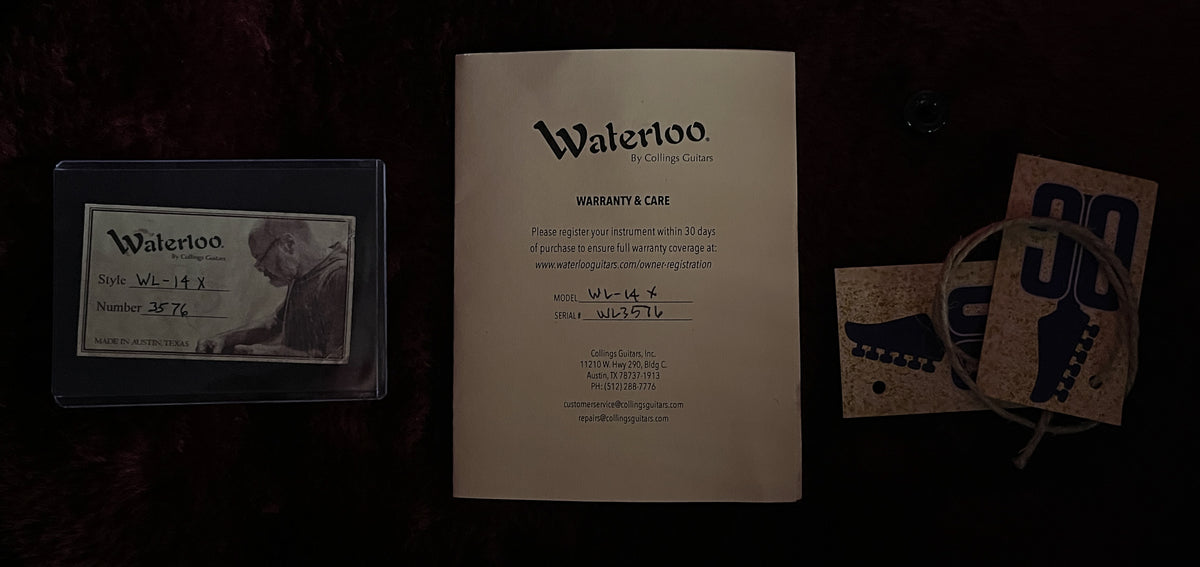 Waterloo.
By Collings Guitars
Style WL-14 X
Number 3576
MADE IN AUSTIN, TEXAS
Waterloo.
By Collings Guitars
WARRANTY & CARE
Please register your instrument within 30 days
of purchase to ensure full warranty coverage at:
www.waterlooguitars.com/owner-registration
MODEL WL-14 X
SERIAL# WL3576
Collings Guitars, Inc.
11210 W. Hwy 290, Bldg C.
Austin, TX 78737-1913
PH: (512) 288-7776
customerservice@collingsguitars.com
repairs@collingsguitars.com
90